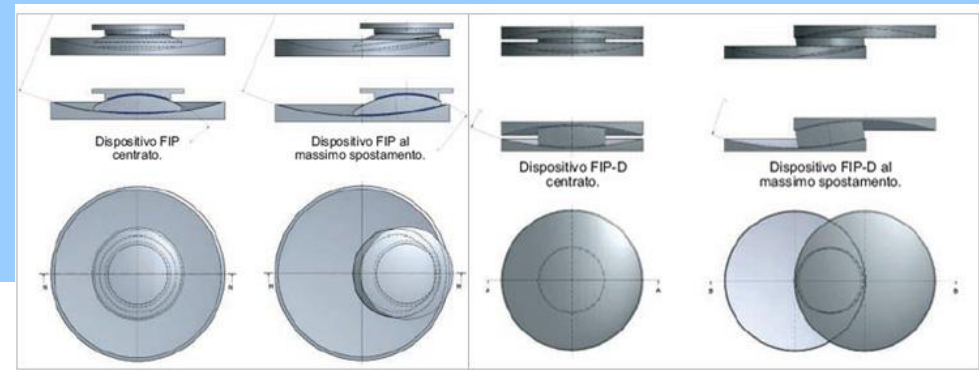 Dispositivo FIP
centrato.
Dispositivo FIP al
massimo spostamento.
Dispositivo FIP-D
centrato.
Dispositivo FIP-D al
massimo spostamento.
A
B
B